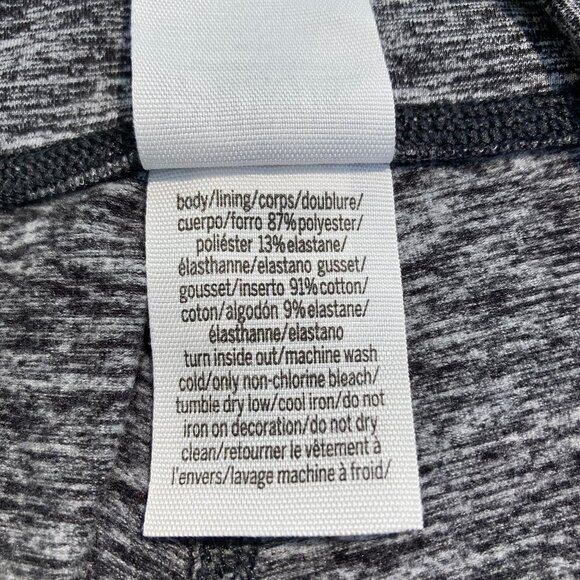 body/lining/corps/doublure/
cuerpo/forro 87%polyester/
poliéster 13%elastane/
élasthanne/elastano gusset/
gousset/inserto 91%cotton/
coton/algodón 9%elastane/
élasthanne/elastano
turn inside out/machine wash
cold/only non-chlorine bleach/
tumble dry low/cool iron/do not
iron on decoration/do not dry
clean/retourner le vêtement à
l'envers/lavage machine à froid/